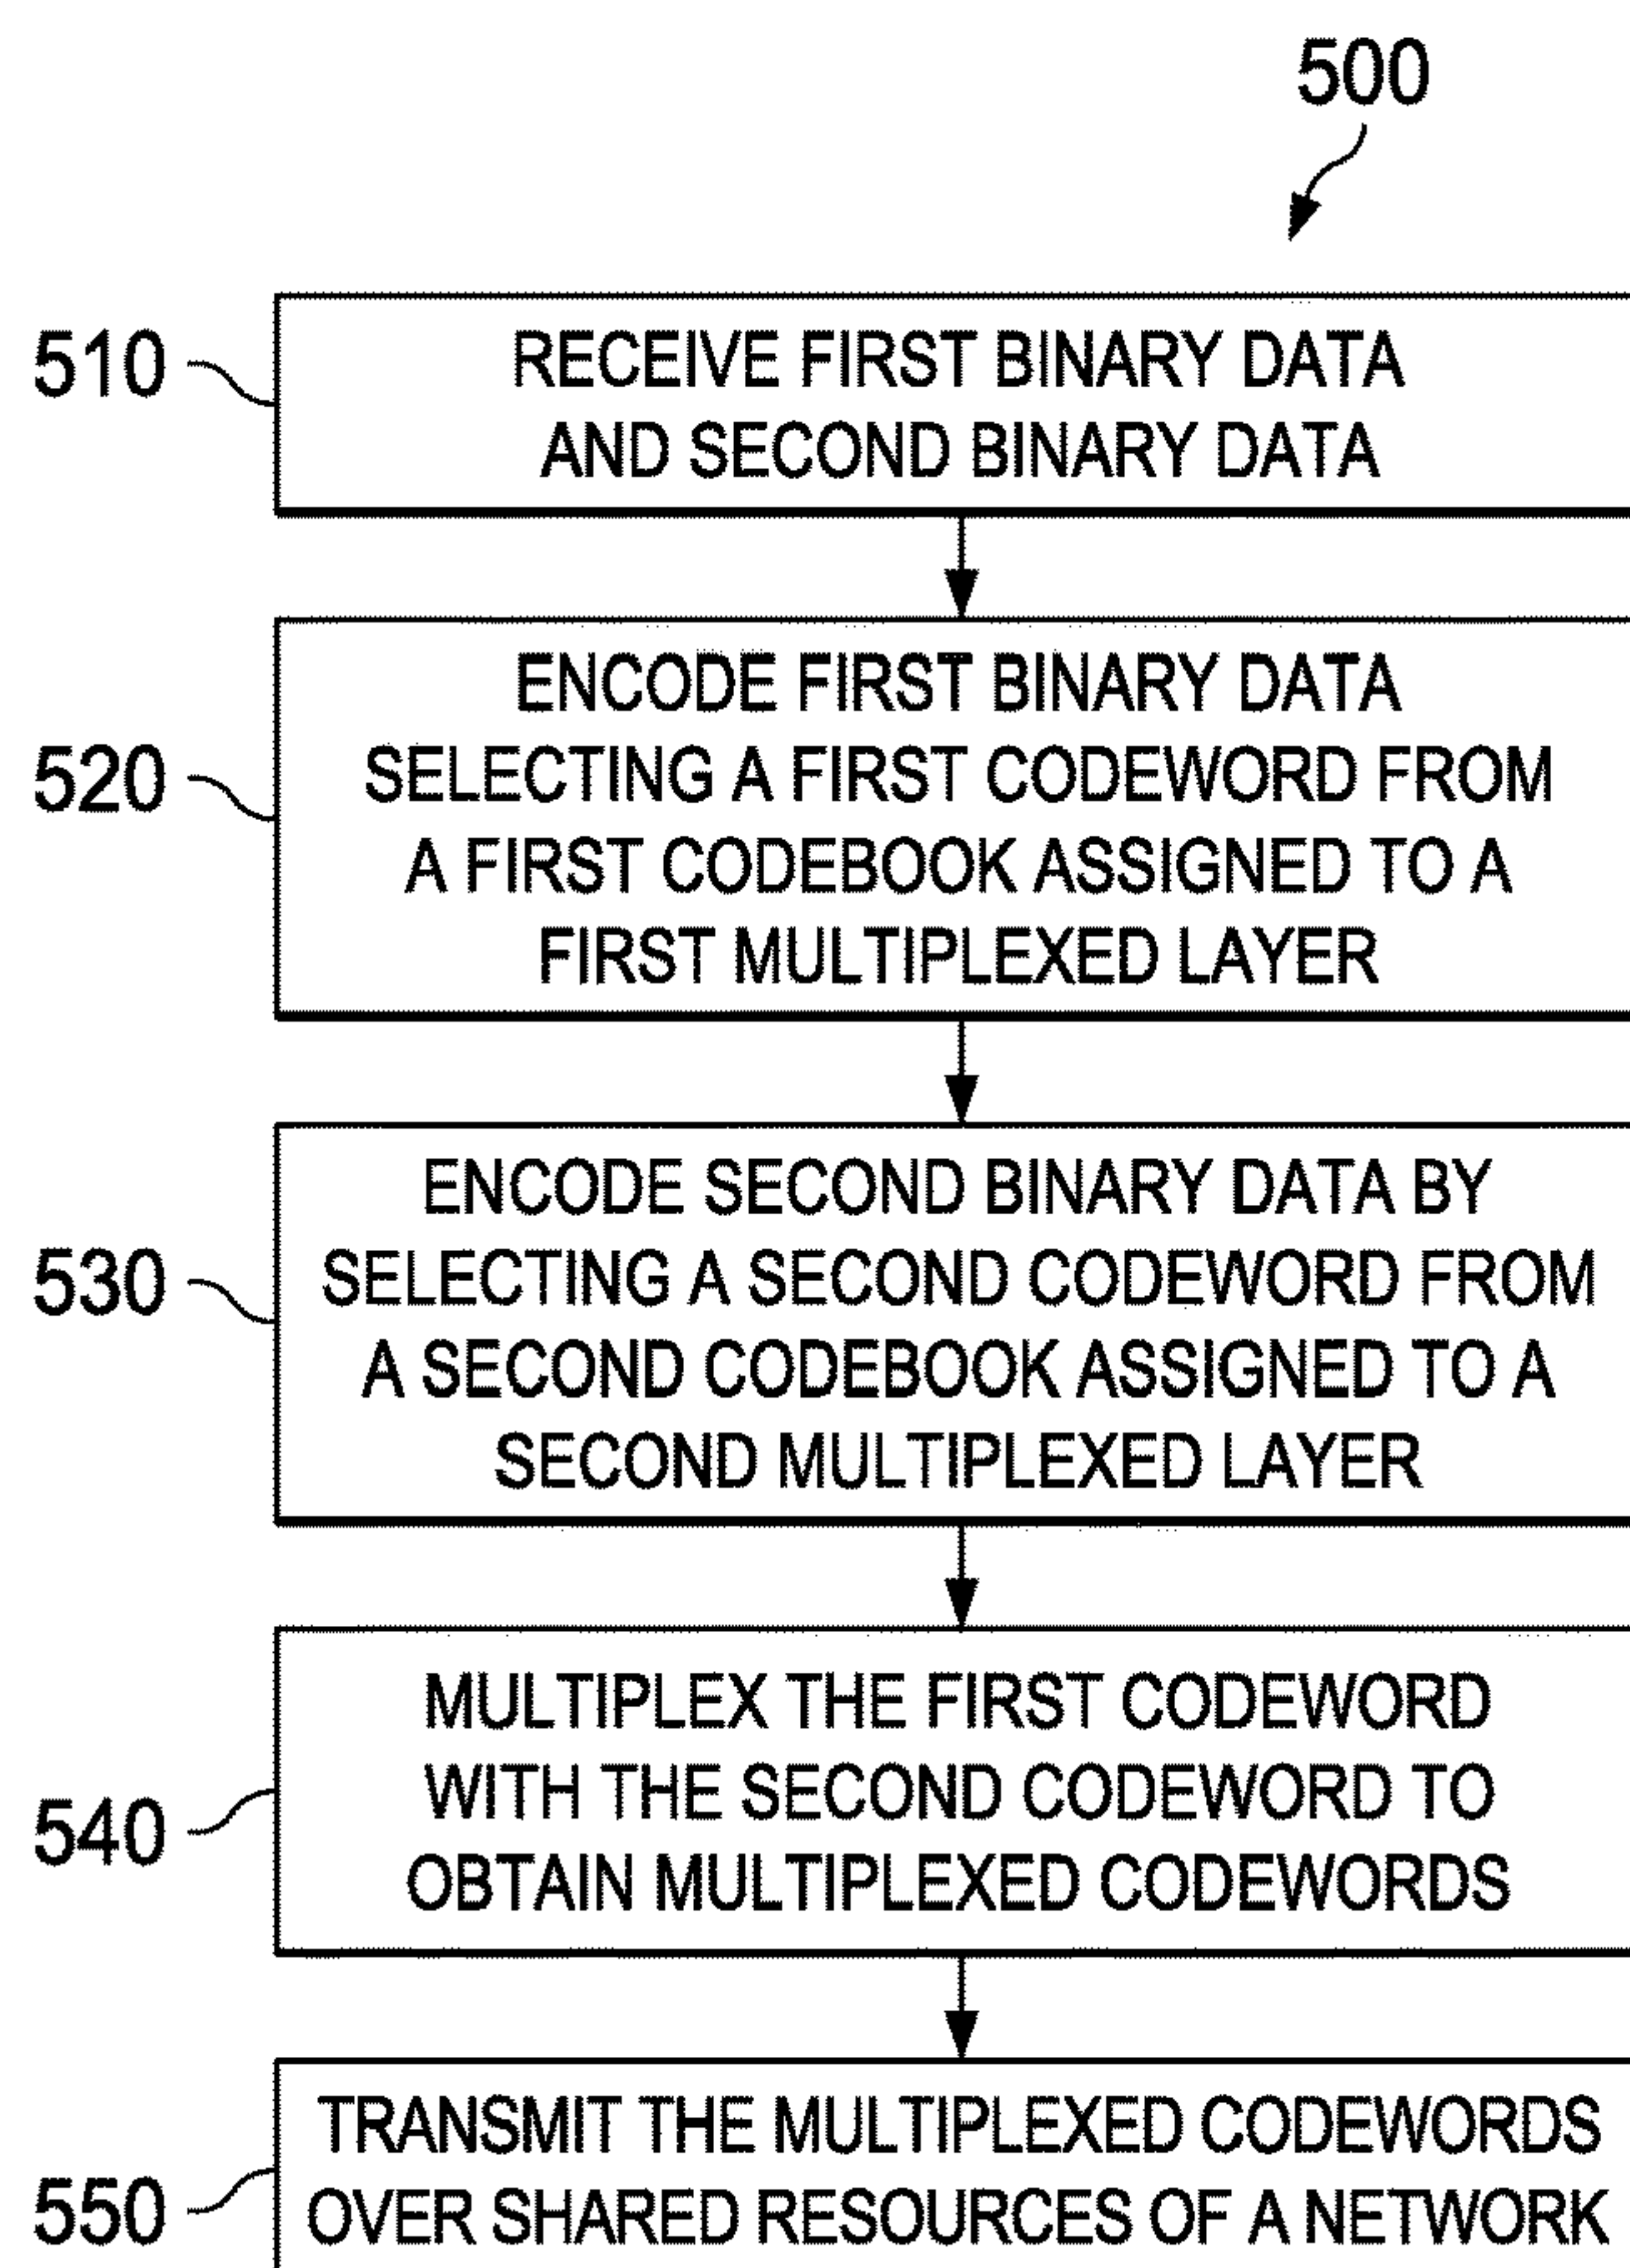 500
510
RECEIVE FIRST BINARY DATA
AND SECOND BINARY DATA
520
ENCODE FIRST BINARY DATA
SELECTING A FIRST CODEWORD FROM
A FIRST CODEBOOK ASSIGNED TO A
FIRST MULTIPLEXED LAYER
530
ENCODE SECOND BINARY DATA BY
SELECTING A SECOND CODEWORD FROM
A SECOND CODEBOOK ASSIGNED TO A
SECOND MULTIPLEXED LAYER
540
MULTIPLEX THE FIRST CODEWORD
WITH THE SECOND CODEWORD TO
OBTAIN MULTIPLEXED CODEWORDS
550
TRANSMIT THE MULTIPLEXED CODEWORDS
OVER SHARED RESOURCES OF A NETWORK